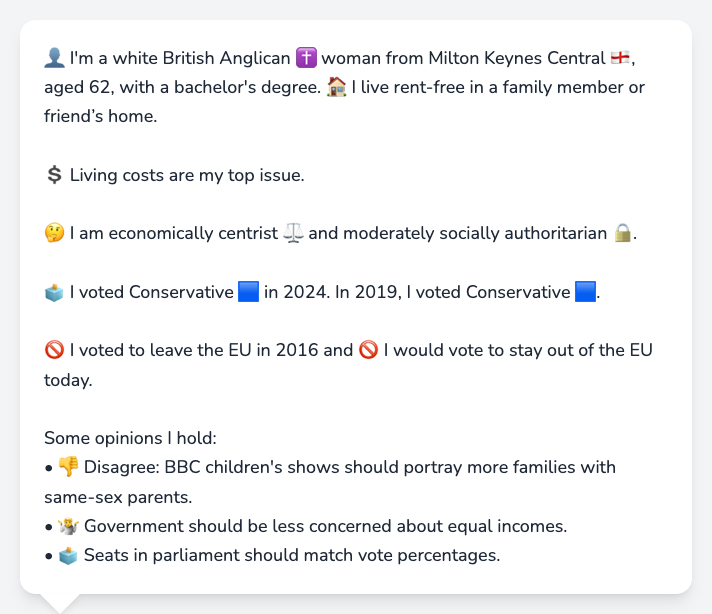 👤 I'm a white British Anglican ✝️ woman from Milton Keynes Central 🏴󠁧󠁢󠁥󠁮󠁧󠁿,
aged 62, with a bachelor's degree. 🏠 I live rent-free in a family member or
friend’s home.
💲 Living costs are my top issue.
🤔 I am economically centrist ⚖️ and moderately socially authoritarian 🔒.
🗳️ I voted Conservative 🟦 in 2024. In 2019, I voted Conservative 🟦.
🚫 I voted to leave the EU in 2016 and 🚫 I would vote to stay out of the EU
today.
Some opinions I hold:
• 👎 Disagree: BBC children's shows should portray more families with
same-sex parents.
• 🤷 Government should be less concerned about equal incomes.
• 🗳️ Seats in parliament should match vote percentages.